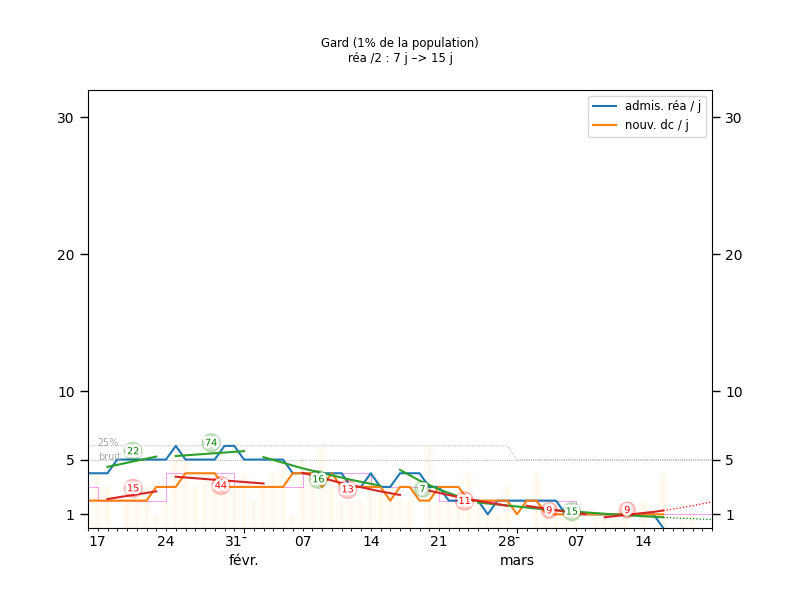 Gard (1% de la population)
réa /2 : 7 j –> 15 j
admis. réa / j
nouv. dc / j
30 30
20 20
10 10
5 5
1 1
25%
bruit
22 74
15 44 16 13 7 11 9 15 9
17 24 31 07 14 21 28 07 14
févr. mars